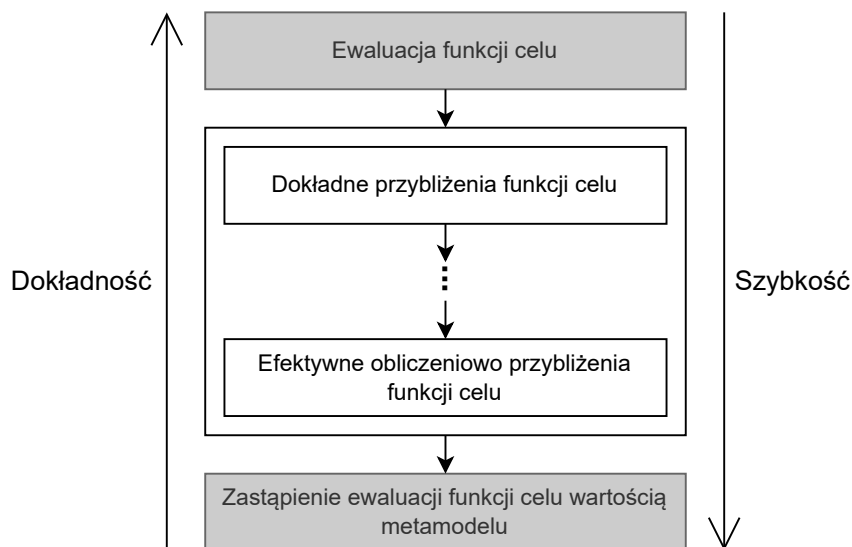 Ewaluacja funkcji celu
Dokładne przybliżenia funkcji celu
Dokładność
Szybkość
Efektywne obliczeniowo przybliżenia
funkcji celu
Zastąpienie ewaluacji funkcji celu wartością
metamodelu